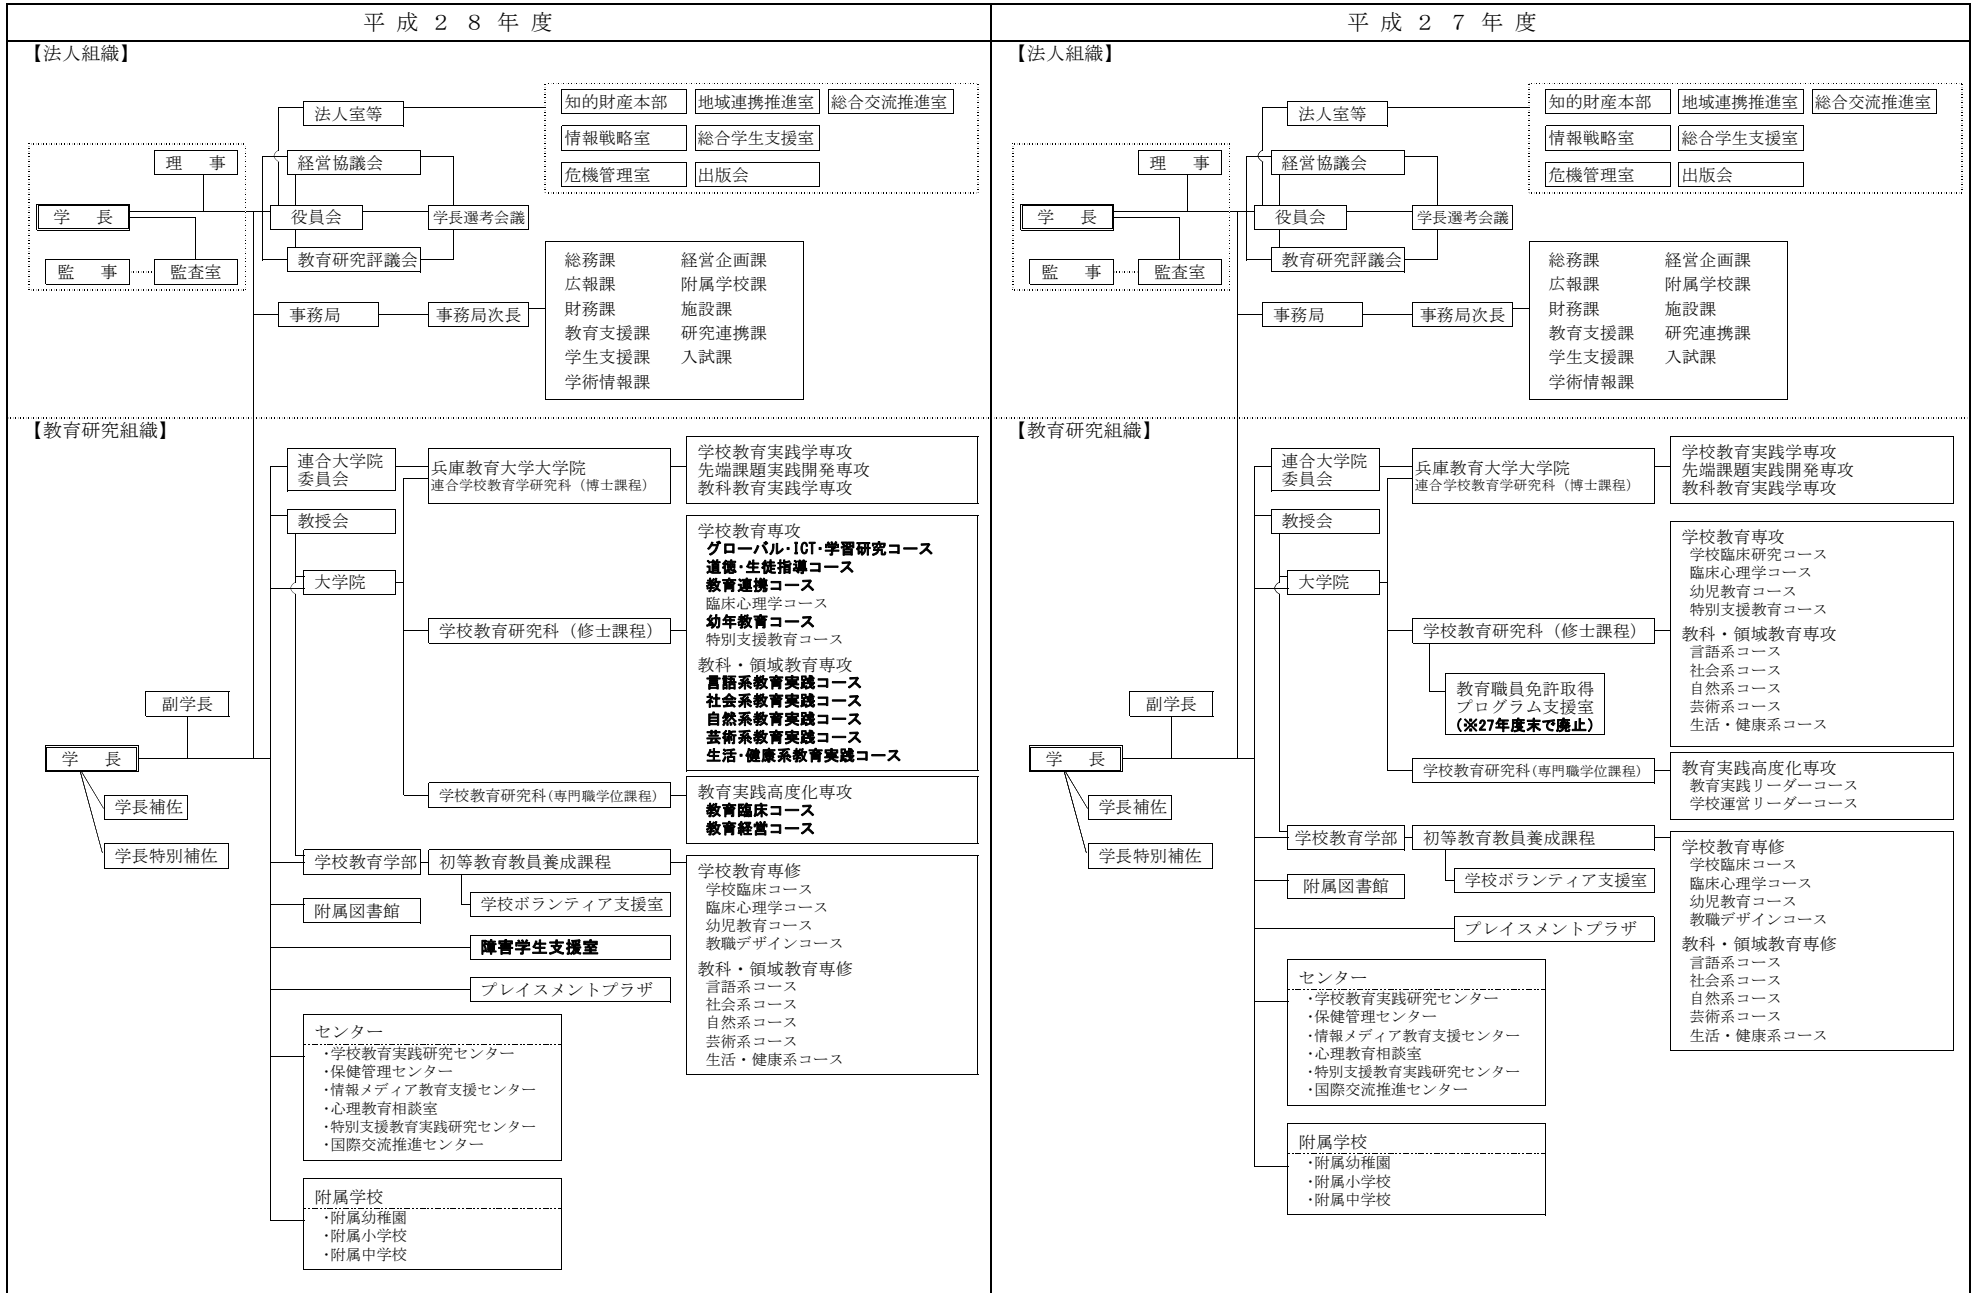 平成２８年度
【法人組織】
法人室等
知的財産本部 地域連携推進室 総合交流推進室
情報戦略室 総合学生支援室
危機管理室 出版会
理　事
経営協議会
学　長
役員会
学長選考会議
監　事
監査室
教育研究評議会
事務局
事務局次長
総務課 経営企画課
広報課 附属学校課
財務課 施設課
教育支援課 研究連携課
学生支援課 入試課
学術情報課
【教育研究組織】
連合大学院
委員会
兵庫教育大学大学院
連合学校教育学研究科（博士課程）
学校教育実践学専攻
先端課題実践開発専攻
教科教育実践学専攻
教授会
大学院
学校教育研究科（修士課程）
学校教育専攻
グローバル・ICT・学習研究コース
道徳・生徒指導コース
教育連携コース
臨床心理学コース
幼年教育コース
特別支援教育コース
教科・領域教育専攻
言語系教育実践コース
社会系教育実践コース
自然系教育実践コース
芸術系教育実践コース
生活・健康系教育実践コース
副学長
学　長
学長補佐
学長特別補佐
学校教育研究科(専門職学位課程)
教育実践高度化専攻
教育臨床コース
教育経営コース
学校教育学部
初等教育教員養成課程
学校ボランティア支援室
学校教育専修
学校臨床コース
臨床心理学コース
幼児教育コース
教職デザインコース
教科・領域教育専修
言語系コース
社会系コース
自然系コース
芸術系コース
生活・健康系コース
附属図書館
障害学生支援室
プレイスメントプラザ
センター
・学校教育実践研究センター
・保健管理センター
・情報メディア教育支援センター
・心理教育相談室
・特別支援教育実践研究センター
・国際交流推進センター
附属学校
・附属幼稚園
・附属小学校
・附属中学校
平成２７年度
【法人組織】
法人室等
知的財産本部 地域連携推進室 総合交流推進室
情報戦略室 総合学生支援室
危機管理室 出版会
理　事
経営協議会
学　長
役員会
学長選考会議
監　事
監査室
教育研究評議会
事務局
事務局次長
総務課 経営企画課
広報課 附属学校課
財務課 施設課
教育支援課 研究連携課
学生支援課 入試課
学術情報課
【教育研究組織】
連合大学院
委員会
兵庫教育大学大学院
連合学校教育学研究科（博士課程）
学校教育実践学専攻
先端課題実践開発専攻
教科教育実践学専攻
教授会
大学院
学校教育研究科（修士課程）
教育職員免許取得
プログラム支援室
(※27年度末で廃止)
学校教育専攻
学校臨床研究コース
臨床心理学コース
幼児教育コース
特別支援教育コース
教科・領域教育専攻
言語系コース
社会系コース
自然系コース
芸術系コース
生活・健康系コース
副学長
学　長
学長補佐
学長特別補佐
学校教育研究科(専門職学位課程)
教育実践高度化専攻
教育実践リーダーコース
学校運営リーダーコース
学校教育学部
初等教育教員養成課程
学校ボランティア支援室
学校教育専修
学校臨床コース
臨床心理学コース
幼児教育コース
教職デザインコース
教科・領域教育専修
言語系コース
社会系コース
自然系コース
芸術系コース
生活・健康系コース
附属図書館
プレイスメントプラザ
センター
・学校教育実践研究センター
・保健管理センター
・情報メディア教育支援センター
・心理教育相談室
・特別支援教育実践研究センター
・国際交流推進センター
附属学校
・附属幼稚園
・附属小学校
・附属中学校